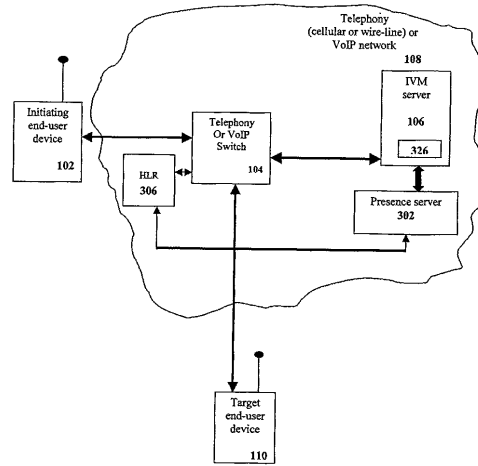 Telephony
(cellular or wire-line) or
VoIP network
108
IVM
server
106
326
Initiating
end-user
device
102
Telephony
Or VoIP
Switch
104
HLR
306
Presence server
302
Target
end-user
device
110